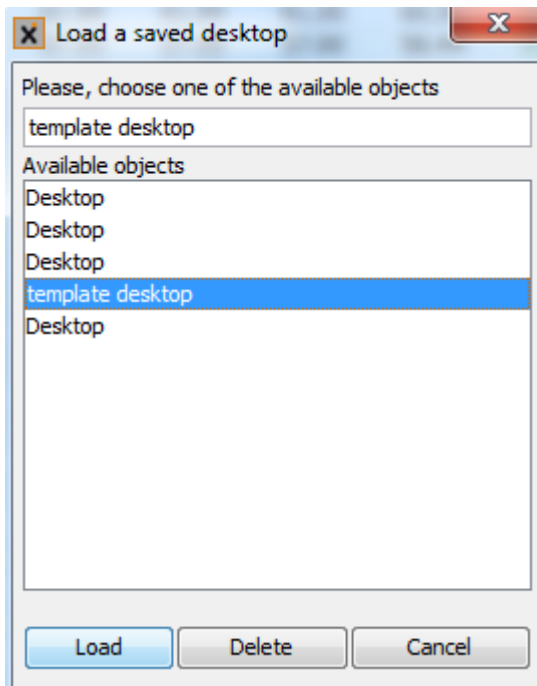 Load a saved desktop
Please, choose one of the available objects
template desktop
Available objects
Desktop
Desktop
Desktop
template desktop
Desktop
Load Delete Cancel